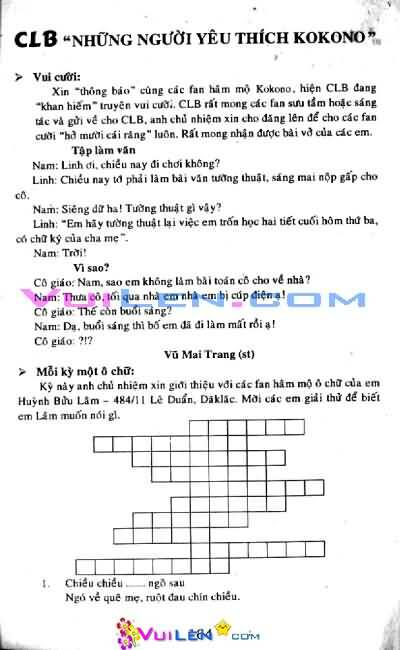 CLB "NHỮNG NGƯỜI YÊU THÍCH KOKONO"
➤ Vui cười:
Xin "thông báo" cùng các fan hâm mộ Kokono, hiện CLB đang
"khan hiếm" truyện vui cười. CLB rất mong các fan sưu tầm hoặc sáng
tác và gửi về cho CLB, anh chủ nhiệm xin cho đăng lên để cho các fan
cười "hở mười cái răng" luôn. Rất mong nhận được bài vở của các em.
Tập làm văn
Nam: Linh ơi, chiều nay đi chơi không?
Linh: Chiều nay tớ phải làm bài văn tường thuật, sáng mai nộp gấp cho
cô.
Nam: Siêng dữ ha! Tường thuật gì vậy?
Linh: "Em hãy tường thuật lại việc em trốn học hai tiết cuối hôm thứ ba,
có chữ ký của cha mẹ".
Nam: Trời!
Vì sao?
Cô giáo: Nam, sao em không làm bài toán cô cho về nhà?
Nam: Thưa cô, tối qua nhà em nhà em bị cúp điện ạ!
Cô giáo: Thế còn buổi sáng?
Nam: Dạ, buổi sáng thì bố em đã đi làm mất rồi ạ!
Cô giáo: ?!?
VUILEN.COM
Vũ Mai Trang (st)
➤ Mỗi kỳ một ô chữ:
Kỳ này anh chủ nhiệm xin giới thiệu với các fan hâm mộ ô chữ của em
Huỳnh Bửu Lâm – 484/11 Lê Duẩn, Dăklăc. Mời các em giải thử để biết
em Lâm muốn nói gì.
1. Chiều chiều ....... ngõ sau
Ngó về quê mẹ, ruột đau chín chiều.
VUILEN.com